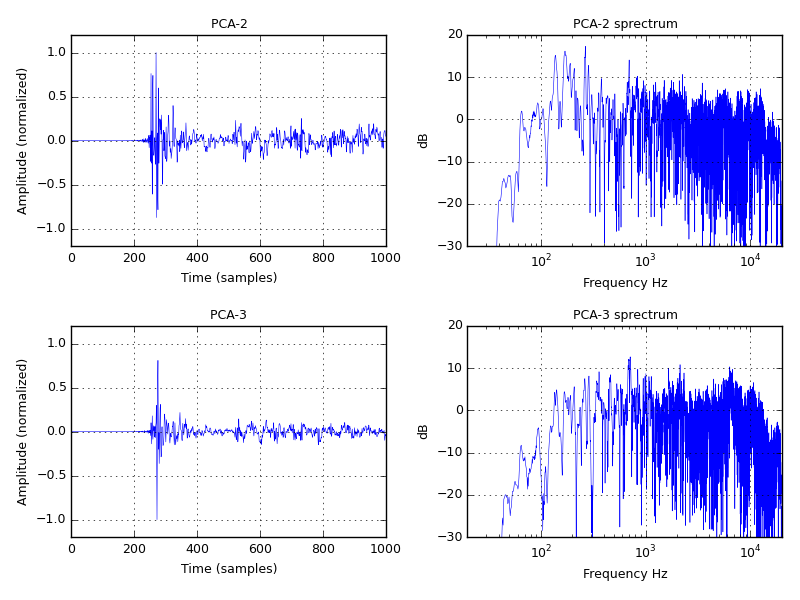 PCA-2
PCA-2 sprectrum
1.0
0.5
0.0
−0.5
−1.0
Amplitude (normalized)
0 200 400 600 800 1000
Time (samples)
20
10
0
−10
−20
−30
dB
10² 10³ 10⁴
Frequency Hz
PCA-3
PCA-3 sprectrum
1.0
0.5
0.0
−0.5
−1.0
Amplitude (normalized)
0 200 400 600 800 1000
Time (samples)
20
10
0
−10
−20
−30
dB
10² 10³ 10⁴
Frequency Hz